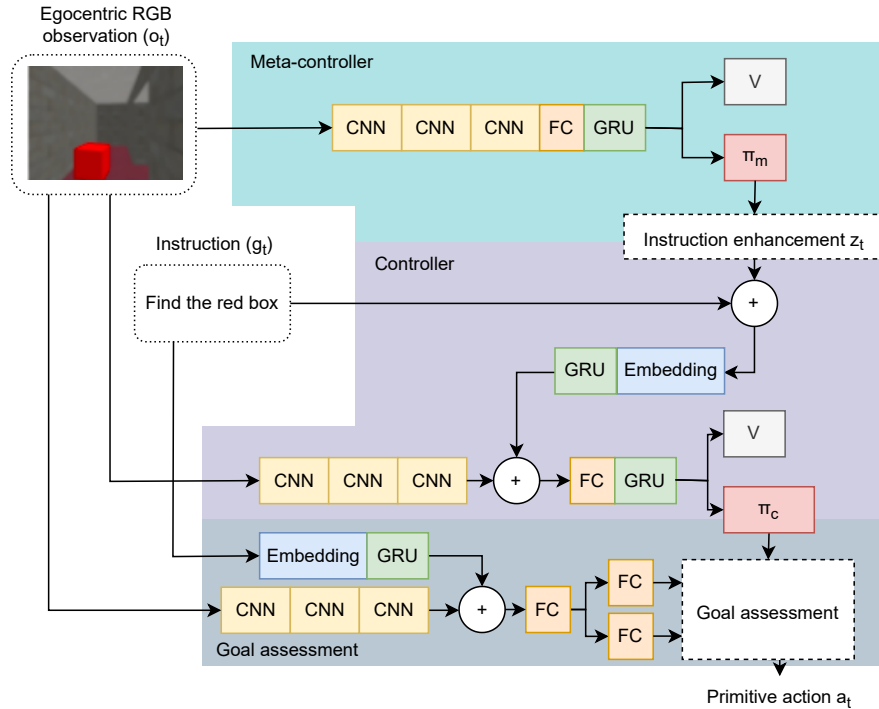 Egocentric RGB
observation (o_t)
Meta-controller
CNN CNN CNN FC GRU
V
π_m
Instruction enhancement z_t
Instruction (g_t)
Find the red box
Controller
+
GRU Embedding
CNN CNN CNN
+
FC GRU
V
π_c
Embedding GRU
CNN CNN CNN
+
FC
FC
FC
Goal assessment
Goal assessment
Primitive action a_t